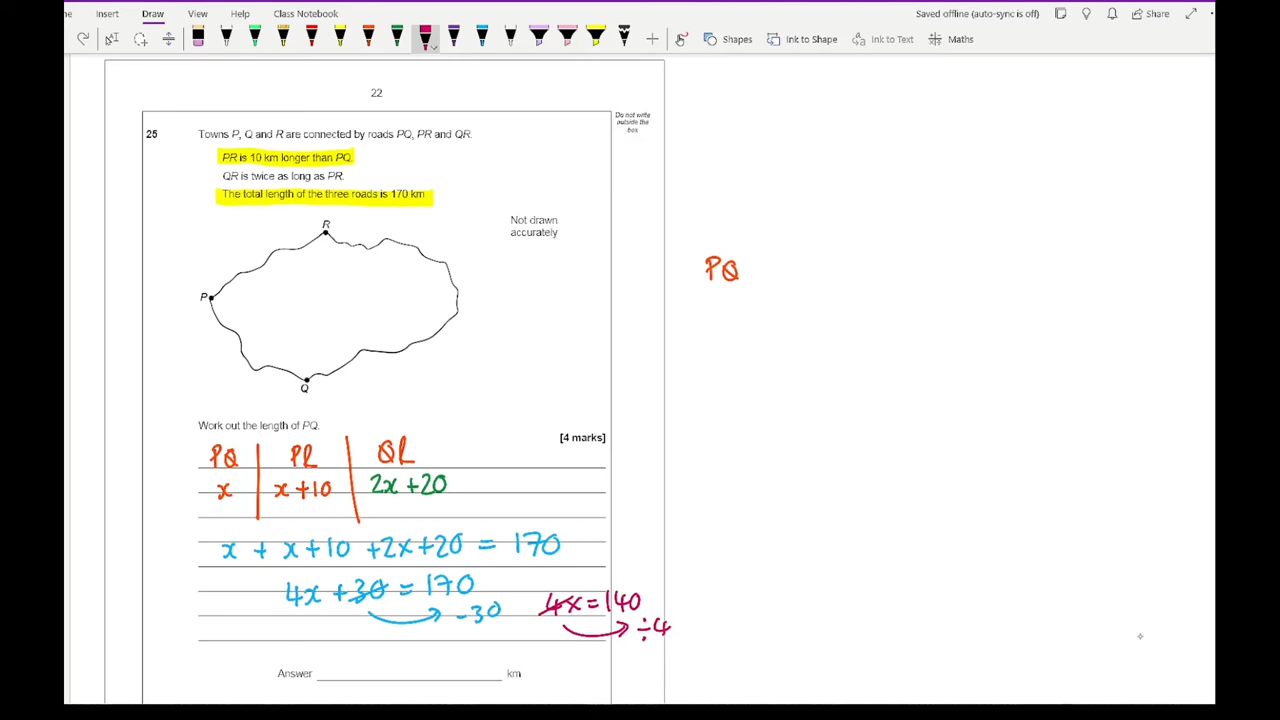 me Insert Draw View Help Class Notebook Saved offline (auto-sync is off) Share
Shapes Ink to Shape Ink to Text Maths
22
Do not write
outside the
box
25 Towns P, Q and R are connected by roads PQ, PR and QR.
PR is 10 km longer than PQ.
QR is twice as long as PR.
The total length of the three roads is 170 km
Not drawn
accurately
R
P
Q
PQ
Work out the length of PQ.
[4 marks]
PQ PR QR
x x+10 2x+20
x + x+10 +2x+20 = 170
4x +30 = 170
-30
4x = 140
÷4
Answer ____ km